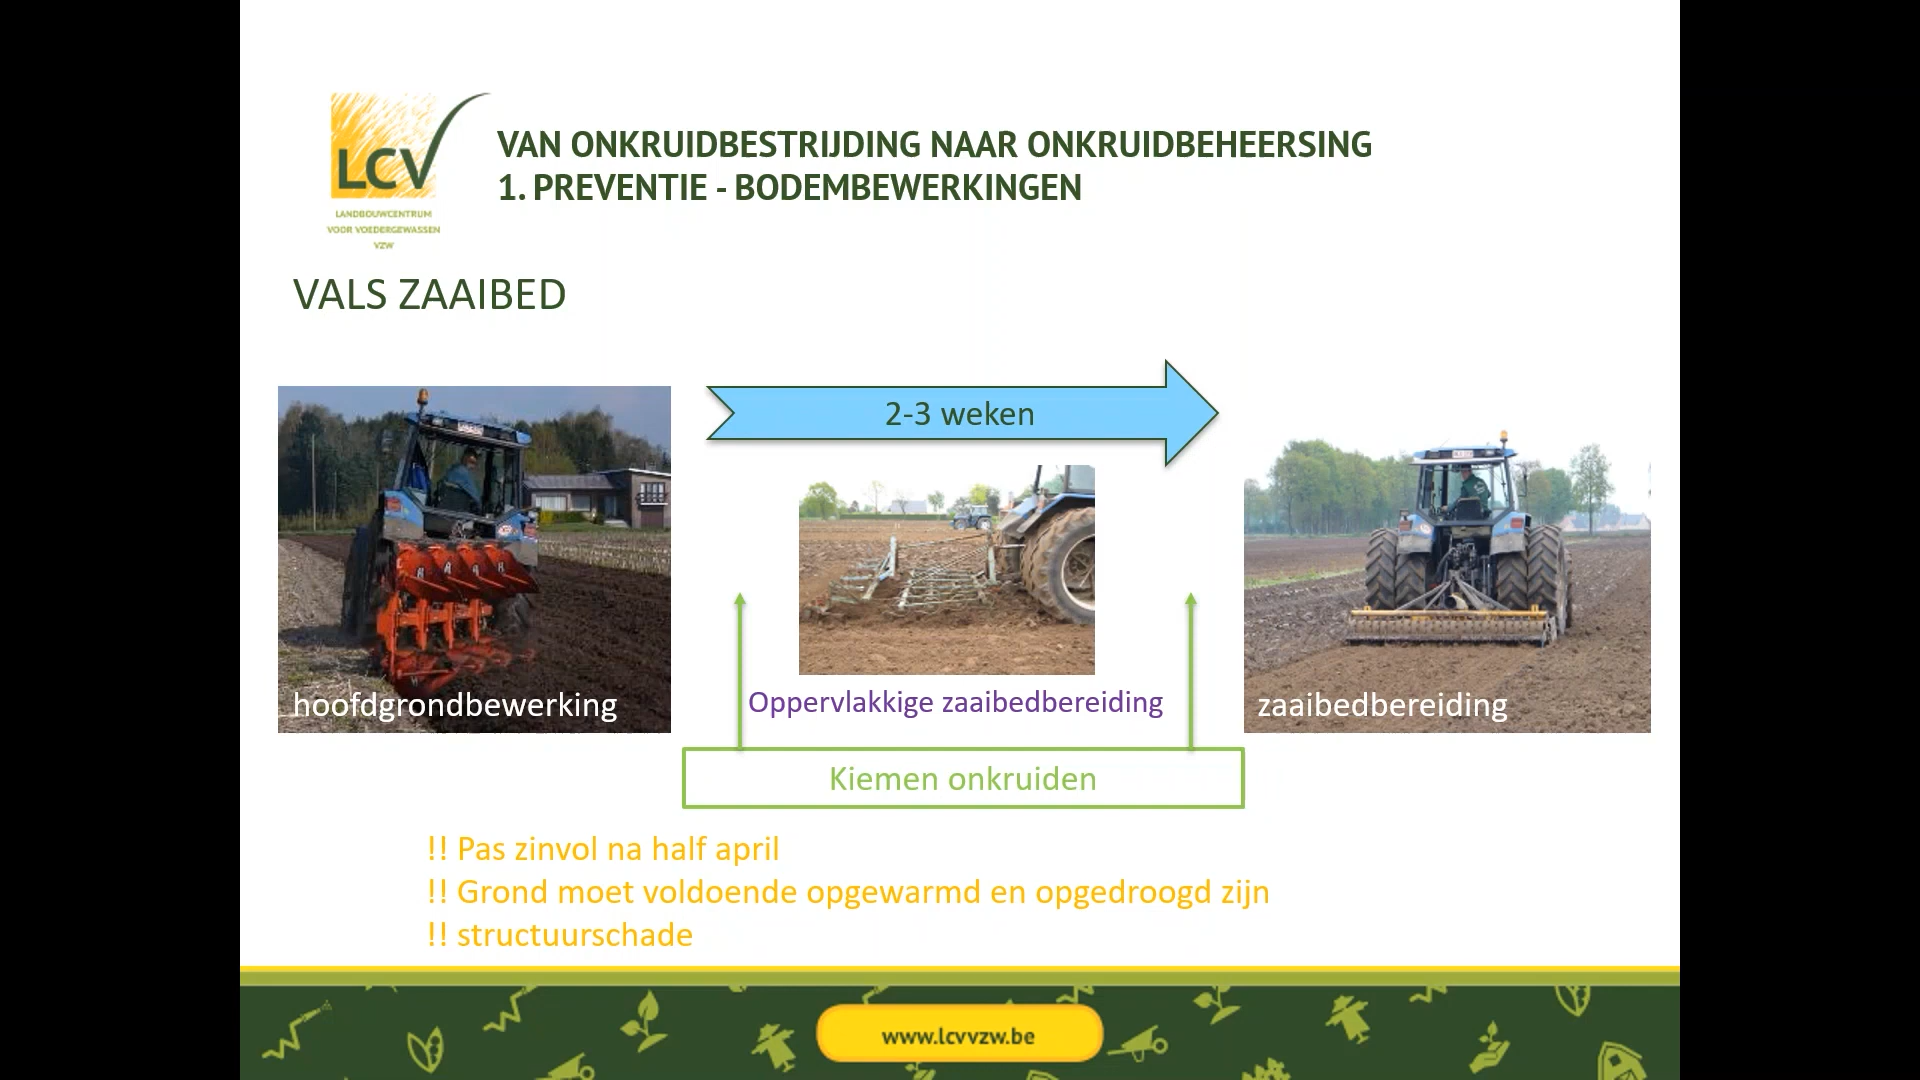 LCV
LANDBOUWCENTRUM
VOOR VOEDERGEWASSEN
VZW
VAN ONKRUIDBESTRIJDING NAAR ONKRUIDBEHEERSING
1. PREVENTIE - BODEMBEWERKINGEN
VALS ZAAIBED
2-3 weken
hoofdgrondbewerking
Oppervlakkige zaaibedbereiding
zaaibedbereiding
Kiemen onkruiden
!! Pas zinvol na half april
!! Grond moet voldoende opgewarmd en opgedroogd zijn
!! structuurschade
www.lcvvzw.be